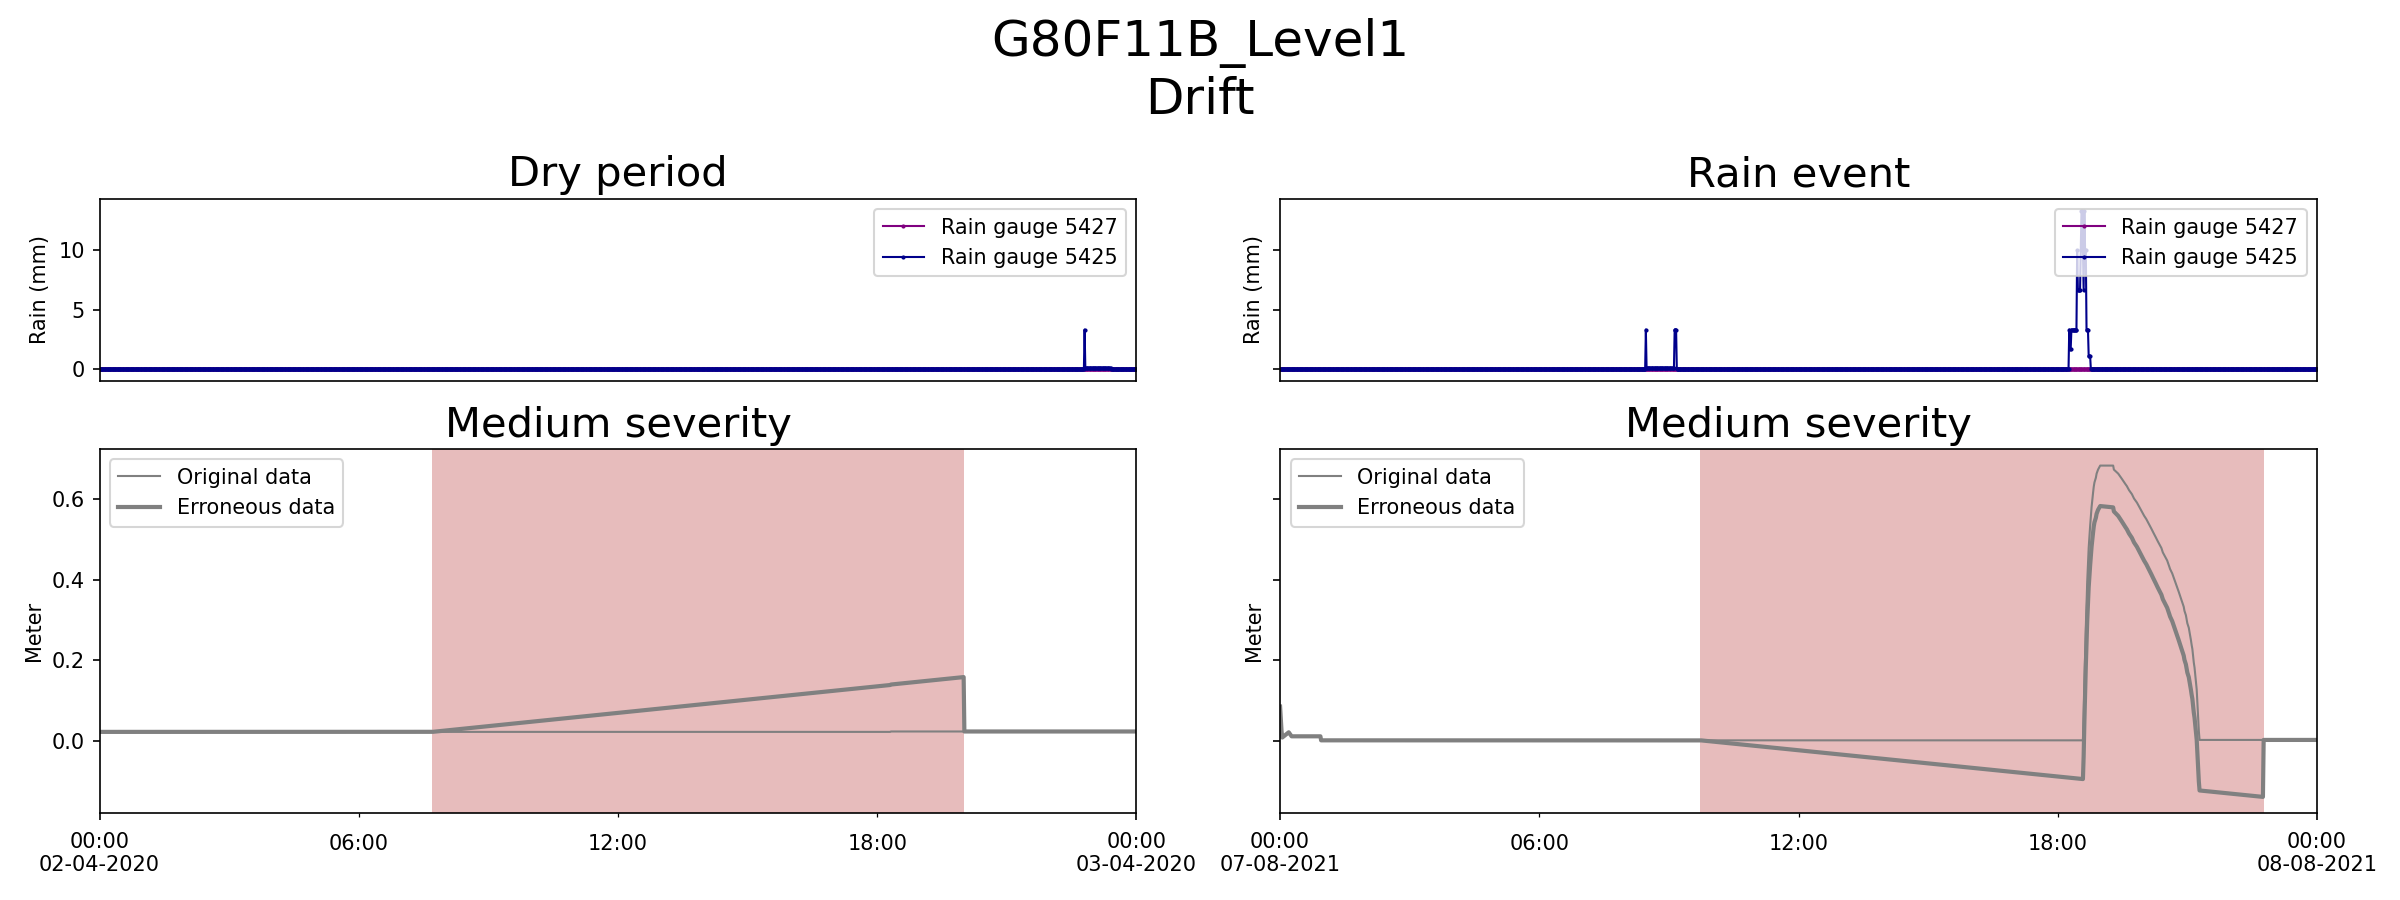 G80F11B_Level1
Drift
Dry period
Rain (mm)
10
5
0
Rain gauge 5427
Rain gauge 5425
Rain event
Rain (mm)
Rain gauge 5427
Rain gauge 5425
Medium severity
Meter
0.6
0.4
0.2
0.0
Original data
Erroneous data
00:00
02-04-2020
06:00
12:00
18:00
00:00
03-04-2020
Medium severity
Meter
Original data
Erroneous data
00:00
07-08-2021
06:00
12:00
18:00
00:00
08-08-2021